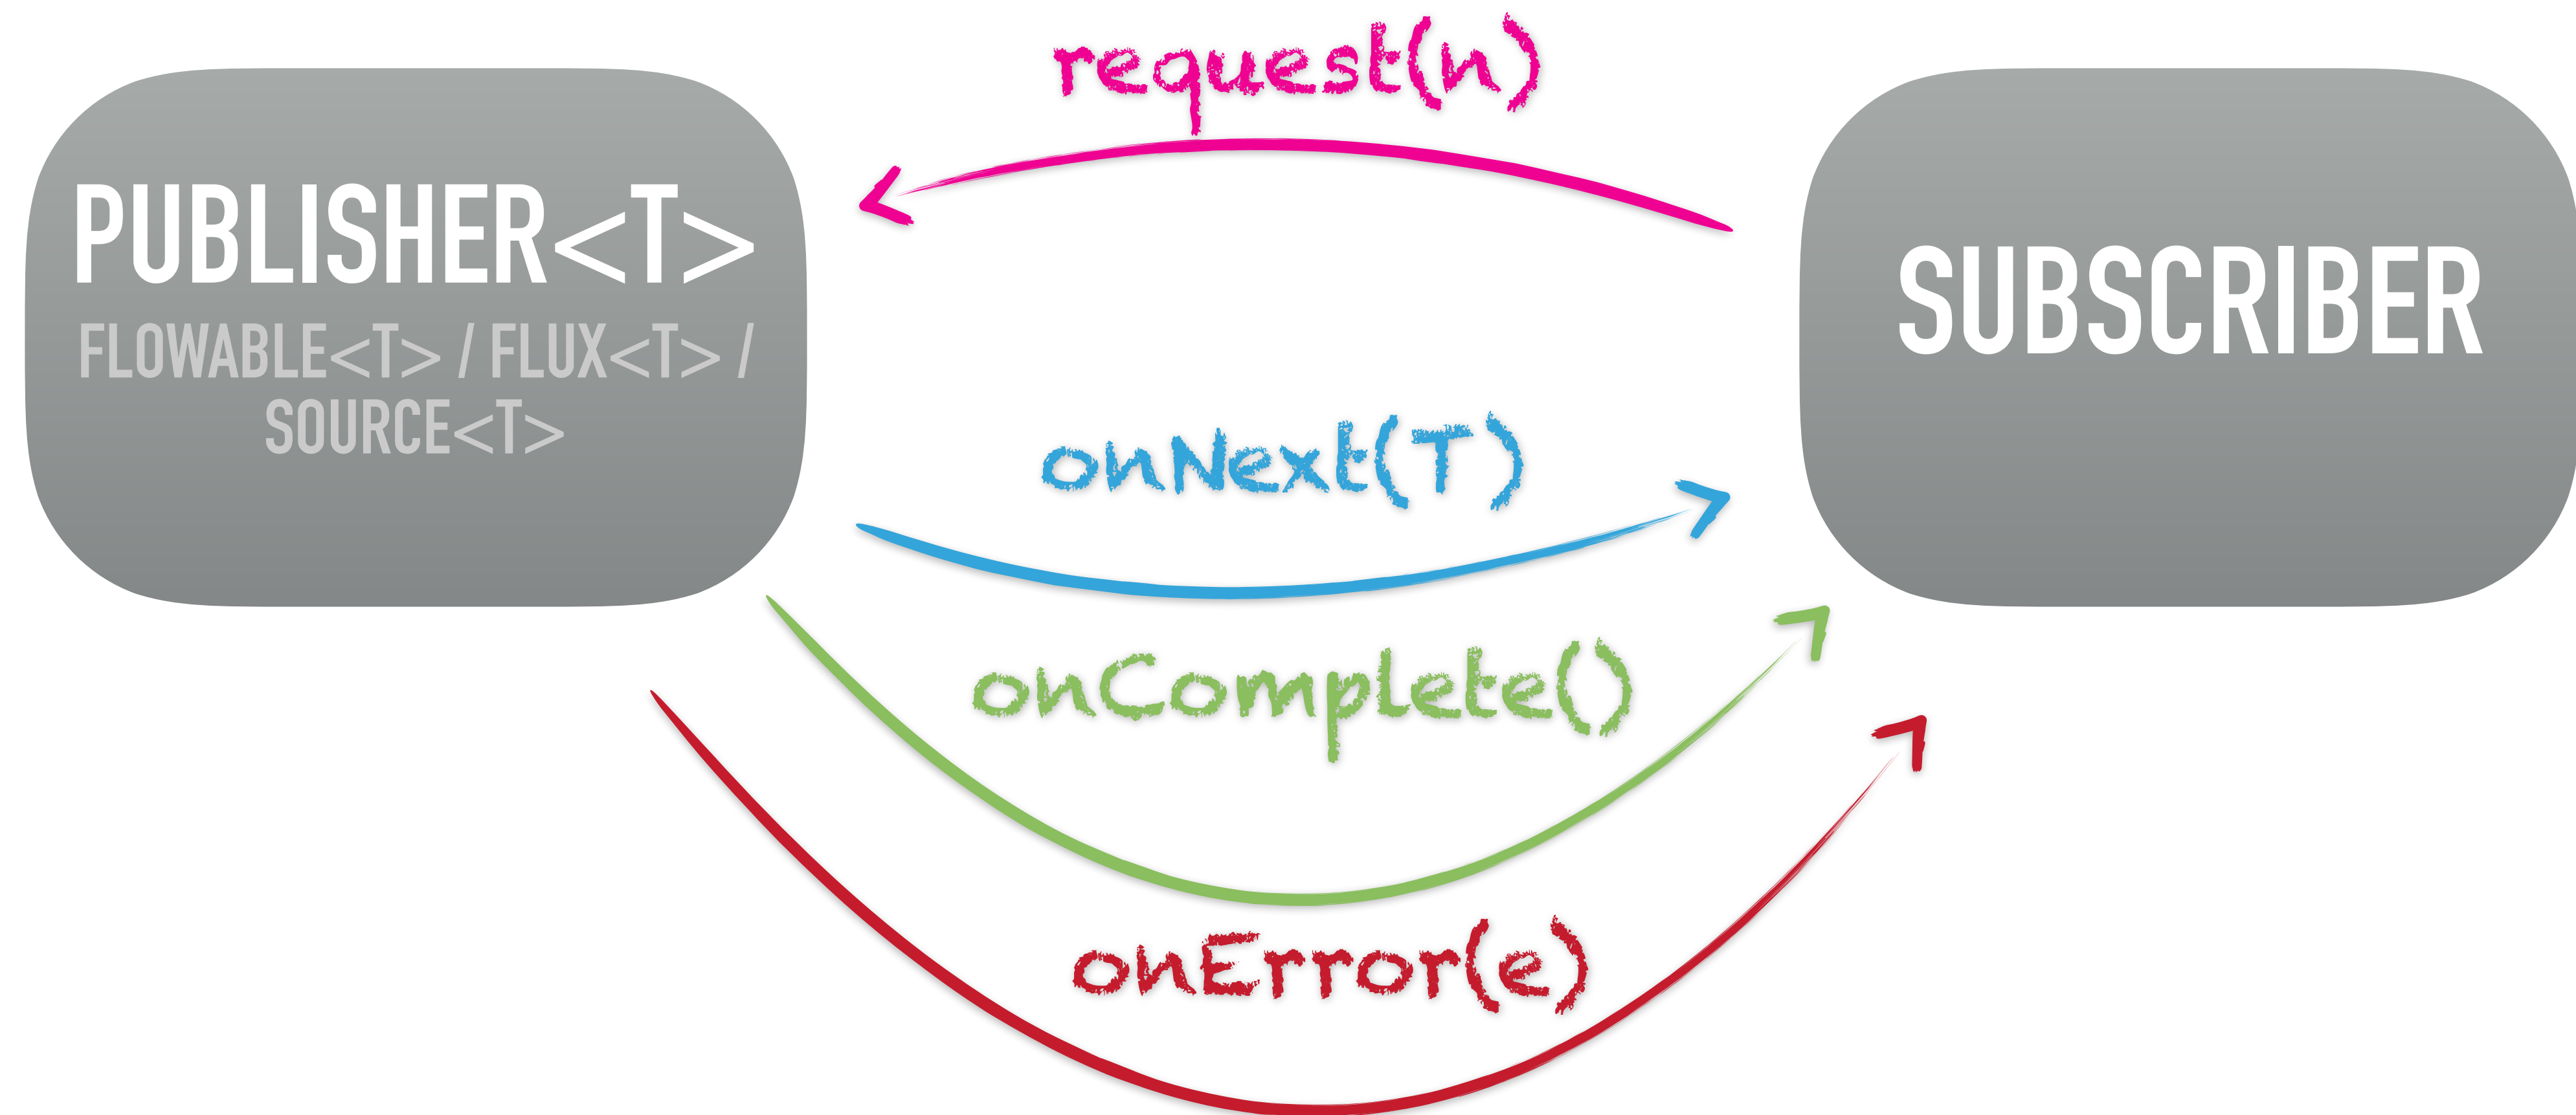 request(n)
PUBLISHER<T>
FLOWABLE<T> / FLUX<T> /
SOURCE<T>
SUBSCRIBER
onNext(T)
onComplete()
onError(e)